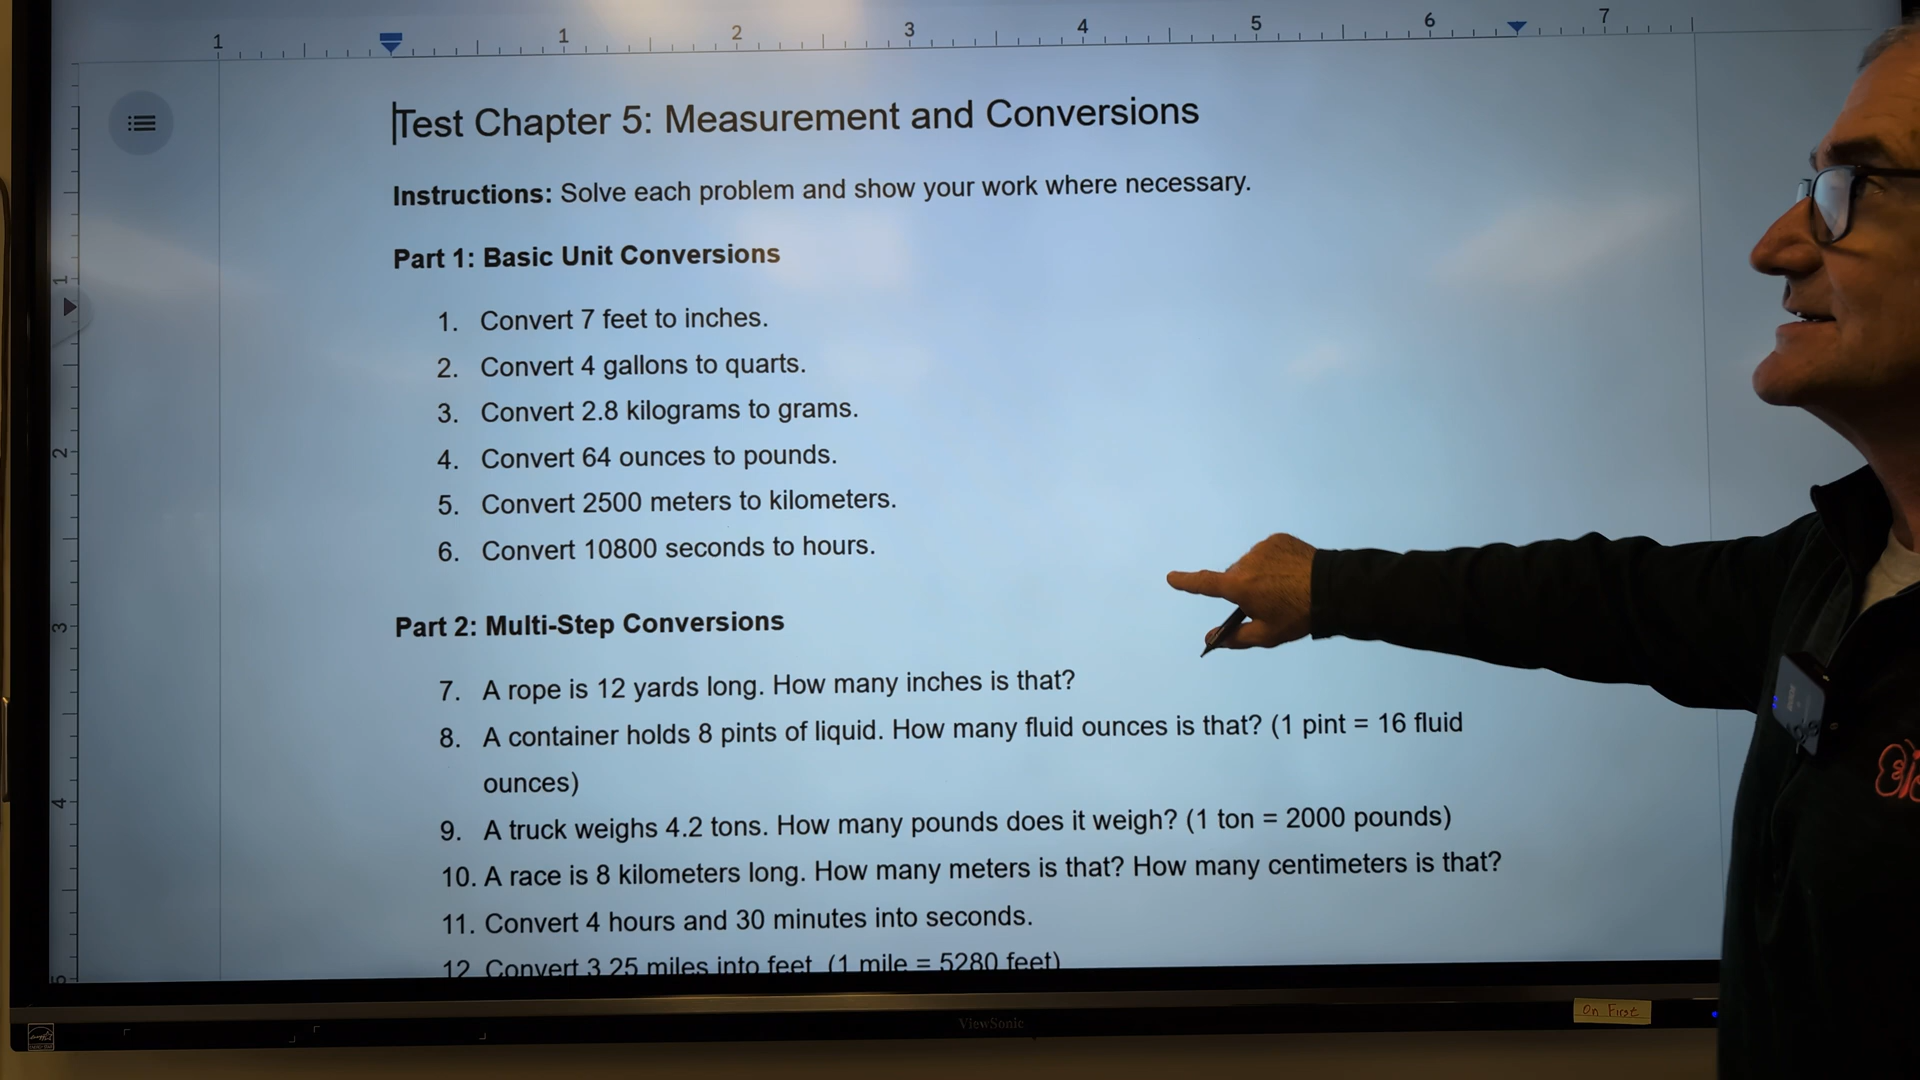 1 1 2 3 4 5 6 7
Test Chapter 5: Measurement and Conversions
Instructions: Solve each problem and show your work where necessary.
Part 1: Basic Unit Conversions
1. Convert 7 feet to inches.
2. Convert 4 gallons to quarts.
3. Convert 2.8 kilograms to grams.
4. Convert 64 ounces to pounds.
5. Convert 2500 meters to kilometers.
6. Convert 10800 seconds to hours.
Part 2: Multi-Step Conversions
7. A rope is 12 yards long. How many inches is that?
8. A container holds 8 pints of liquid. How many fluid ounces is that? (1 pint = 16 fluid
ounces)
9. A truck weighs 4.2 tons. How many pounds does it weigh? (1 ton = 2000 pounds)
10. A race is 8 kilometers long. How many meters is that? How many centimeters is that?
11. Convert 4 hours and 30 minutes into seconds.
12. Convert 3.25 miles into feet. (1 mile = 5280 feet)
1
2
3
4
5
ViewSonic
On First